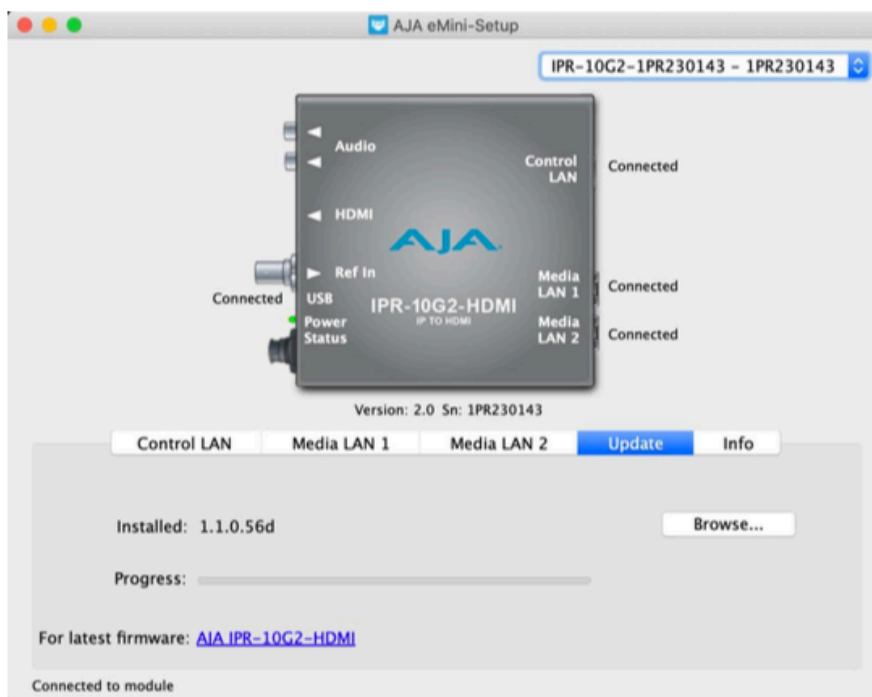 AJA eMini-Setup
IPR-10G2-1PR230143 - 1PR230143
Audio
Control
LAN
Connected
HDMI
AJA
Ref In
Connected
USB
IPR-10G2-HDMI
IP TO HDMI
Media
LAN 1
Connected
Power
Status
Media
LAN 2
Connected
Version: 2.0 Sn: 1PR230143
Control LAN Media LAN 1 Media LAN 2 Update Info
Installed: 1.1.0.56d Browse...
Progress:
For latest firmware: AJA IPR-10G2-HDMI
Connected to module